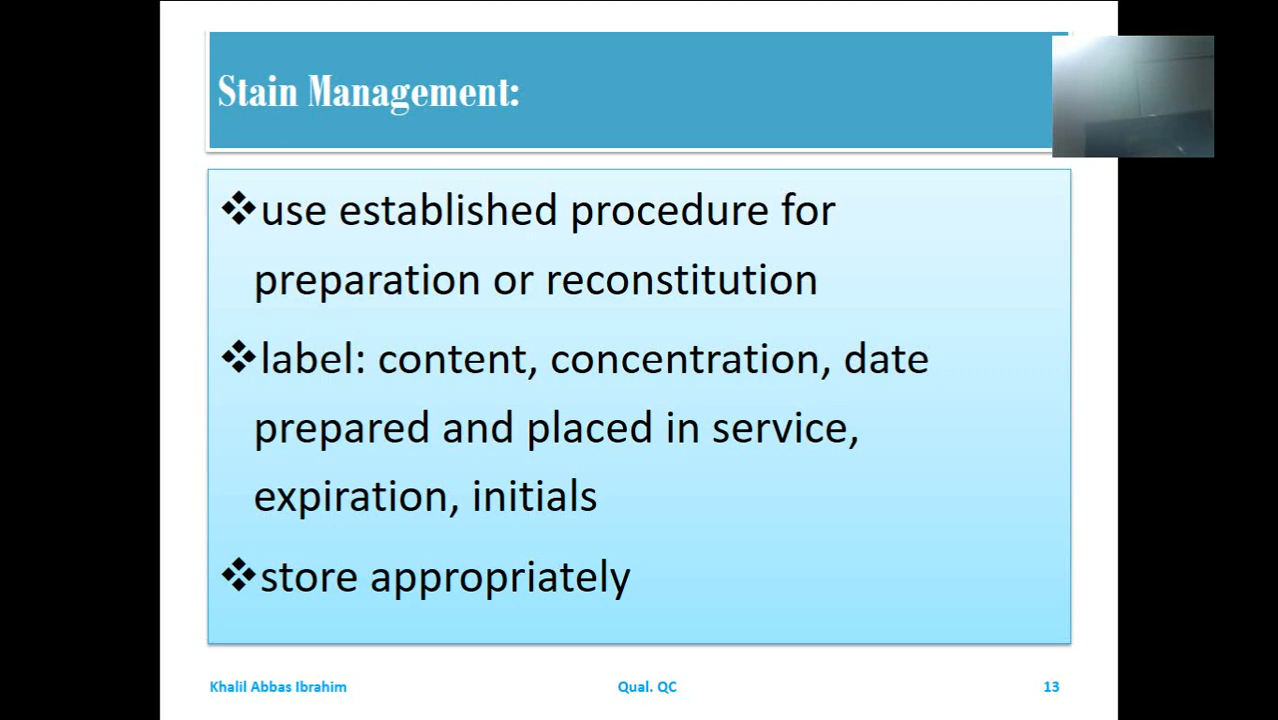 Stain Management:
❖use established procedure for
preparation or reconstitution
❖label: content, concentration, date
prepared and placed in service,
expiration, initials
❖store appropriately
Khalil Abbas Ibrahim
Qual. QC
13